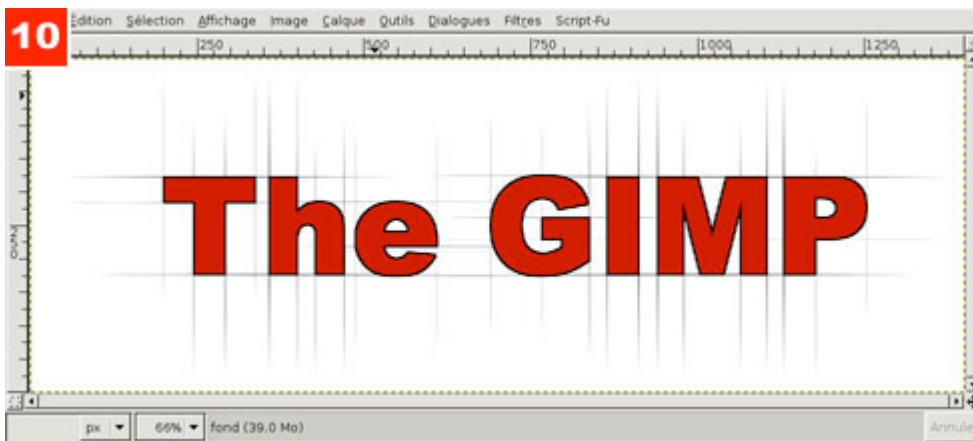 10
Édition Sélection Affichage Image Calque Outils Dialogues Filtres Script-Fu
250 500 750 1000 1250
The GIMP
px 66% fond (39.0 Mo) Annule